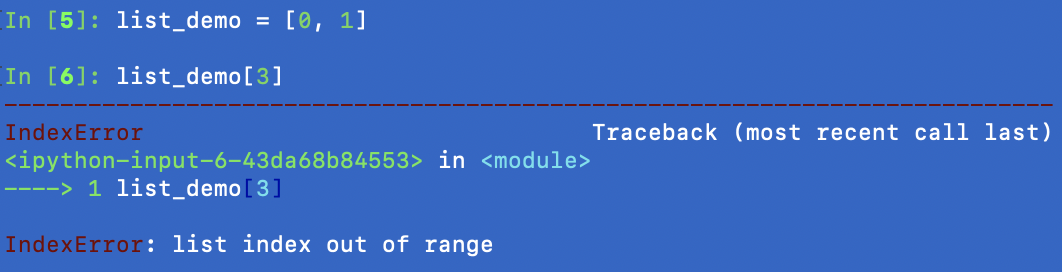 In [5]: list_demo = [0, 1]
In [6]: list_demo[3]
---------------------------------------------------------------------------
IndexError                                Traceback (most recent call last)
<ipython-input-6-43da68b84553> in <module>
----> 1 list_demo[3]
IndexError: list index out of range